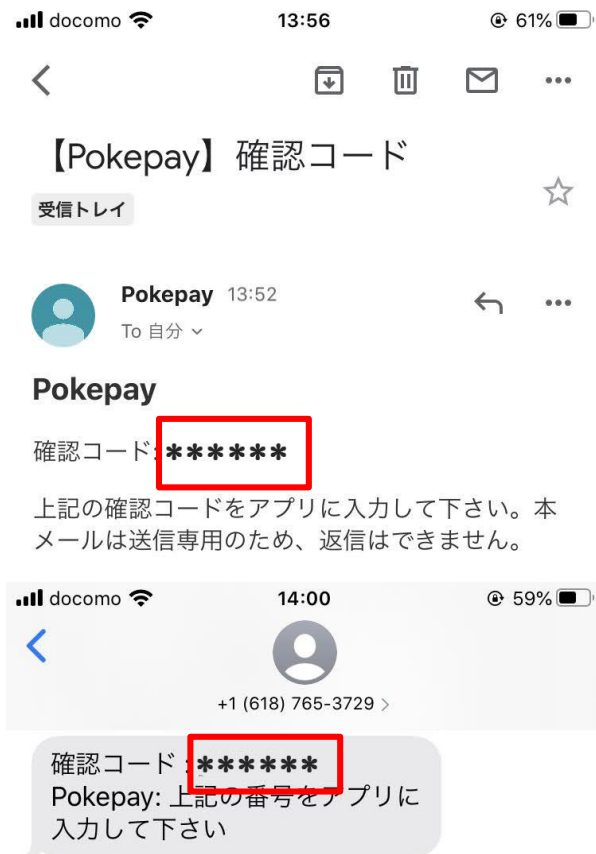 docomo 13:56 61%
【Pokepay】確認コード
受信トレイ
Pokepay 13:52
To 自分
Pokepay
確認コード: ******
上記の確認コードをアプリに入力して下さい。本
メールは送信専用のため、返信はできません。
docomo 14:00 59%
+1 (618) 765-3729 >
確認コード : ******
Pokepay: 上記の番号をアプリに
入力して下さい